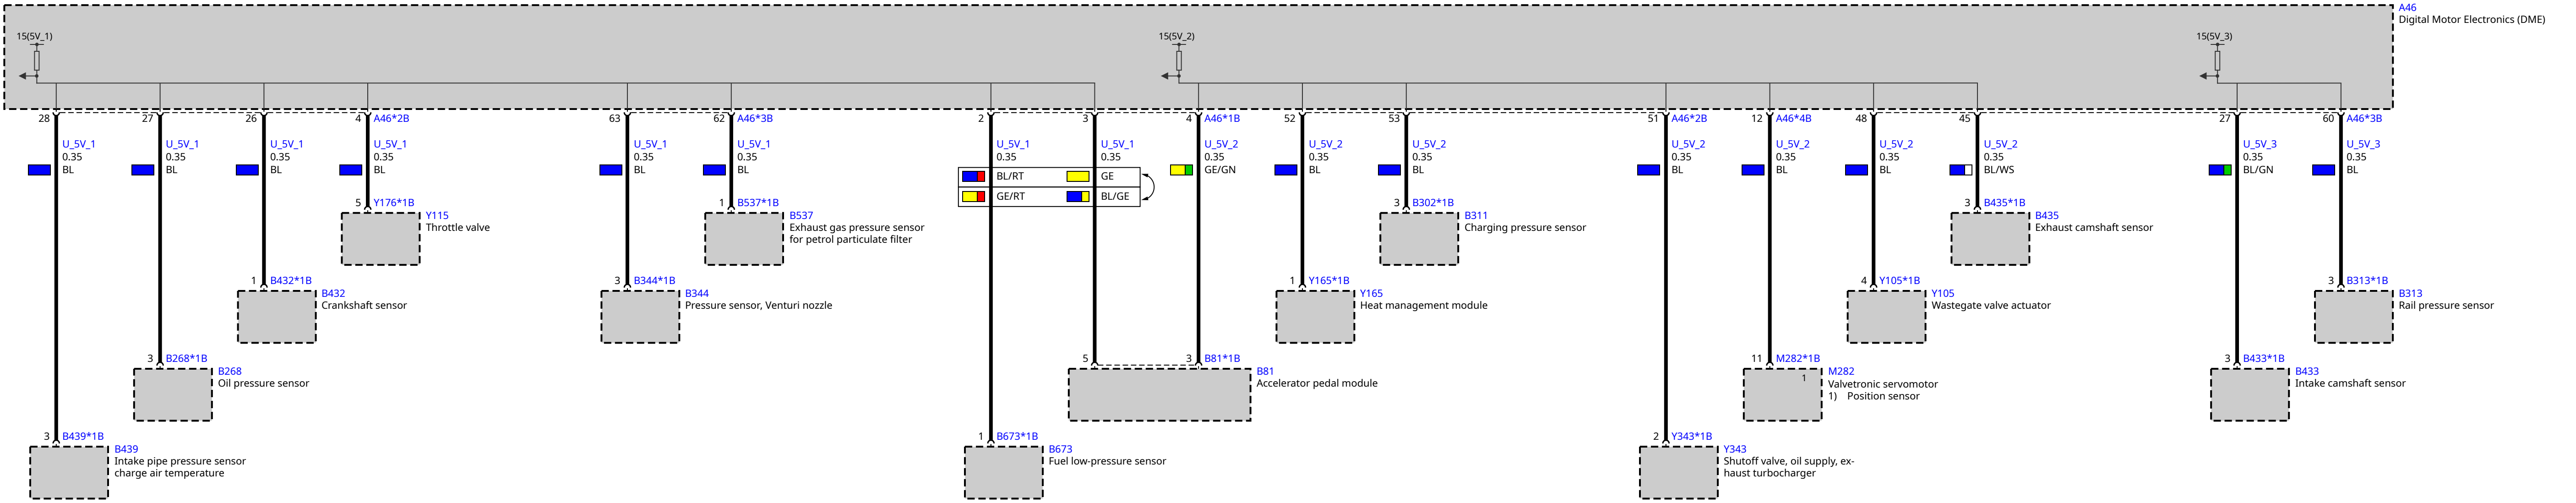 A46
Digital Motor Electronics (DME)
15(5V_1)
15(5V_2)
15(5V_3)
28
27
26
4 A46*2B
63
62 A46*3B
2
3
4 A46*1B
52
53
51 A46*2B
12 A46*4B
48
45
27
60 A46*3B
U_5V_1
0.35
BL
U_5V_1
0.35
BL
U_5V_1
0.35
BL
U_5V_1
0.35
BL
U_5V_1
0.35
BL
U_5V_1
0.35
BL
U_5V_1
0.35
BL/RT
GE/RT
U_5V_1
0.35
GE
BL/GE
U_5V_2
0.35
GE/GN
U_5V_2
0.35
BL
U_5V_2
0.35
BL
U_5V_2
0.35
BL
U_5V_2
0.35
BL
U_5V_2
0.35
BL
U_5V_2
0.35
BL/WS
U_5V_3
0.35
BL/GN
U_5V_3
0.35
BL
5 Y176*1B
Y115
Throttle valve
1 B537*1B
B537
Exhaust gas pressure sensor
for petrol particulate filter
3 B302*1B
B311
Charging pressure sensor
3 B435*1B
B435
Exhaust camshaft sensor
1 B432*1B
B432
Crankshaft sensor
3 B344*1B
B344
Pressure sensor, Venturi nozzle
1 Y165*1B
Y165
Heat management module
4 Y105*1B
Y105
Wastegate valve actuator
3 B313*1B
B313
Rail pressure sensor
3 B268*1B
B268
Oil pressure sensor
5
3 B81*1B
B81
Accelerator pedal module
11 M282*1B
1
M282
Valvetronic servomotor
1) Position sensor
3 B433*1B
B433
Intake camshaft sensor
3 B439*1B
B439
Intake pipe pressure sensor
charge air temperature
1 B673*1B
B673
Fuel low-pressure sensor
2 Y343*1B
Y343
Shutoff valve, oil supply, ex-
haust turbocharger